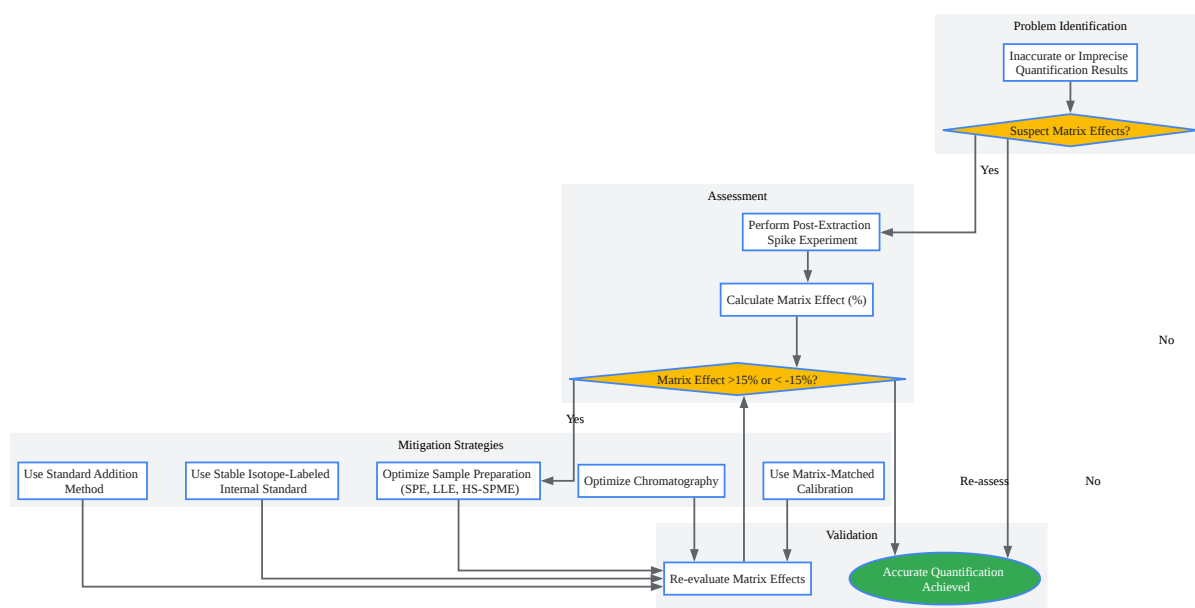 Problem Identification
Inaccurate or Imprecise
Quantification Results
Suspect Matrix Effects?
Yes
Assessment
Perform Post-Extraction
Spike Experiment
Calculate Matrix Effect (%)
No
Matrix Effect >15% or < -15%?
Yes
Mitigation Strategies
Use Standard Addition
Method
Use Stable Isotope-Labeled
Internal Standard
Optimize Sample Preparation
(SPE, LLE, HS-SPME)
Optimize Chromatography
Use Matrix-Matched
Calibration
Re-assess
No
Validation
Re-evaluate Matrix Effects
Accurate Quantification
Achieved